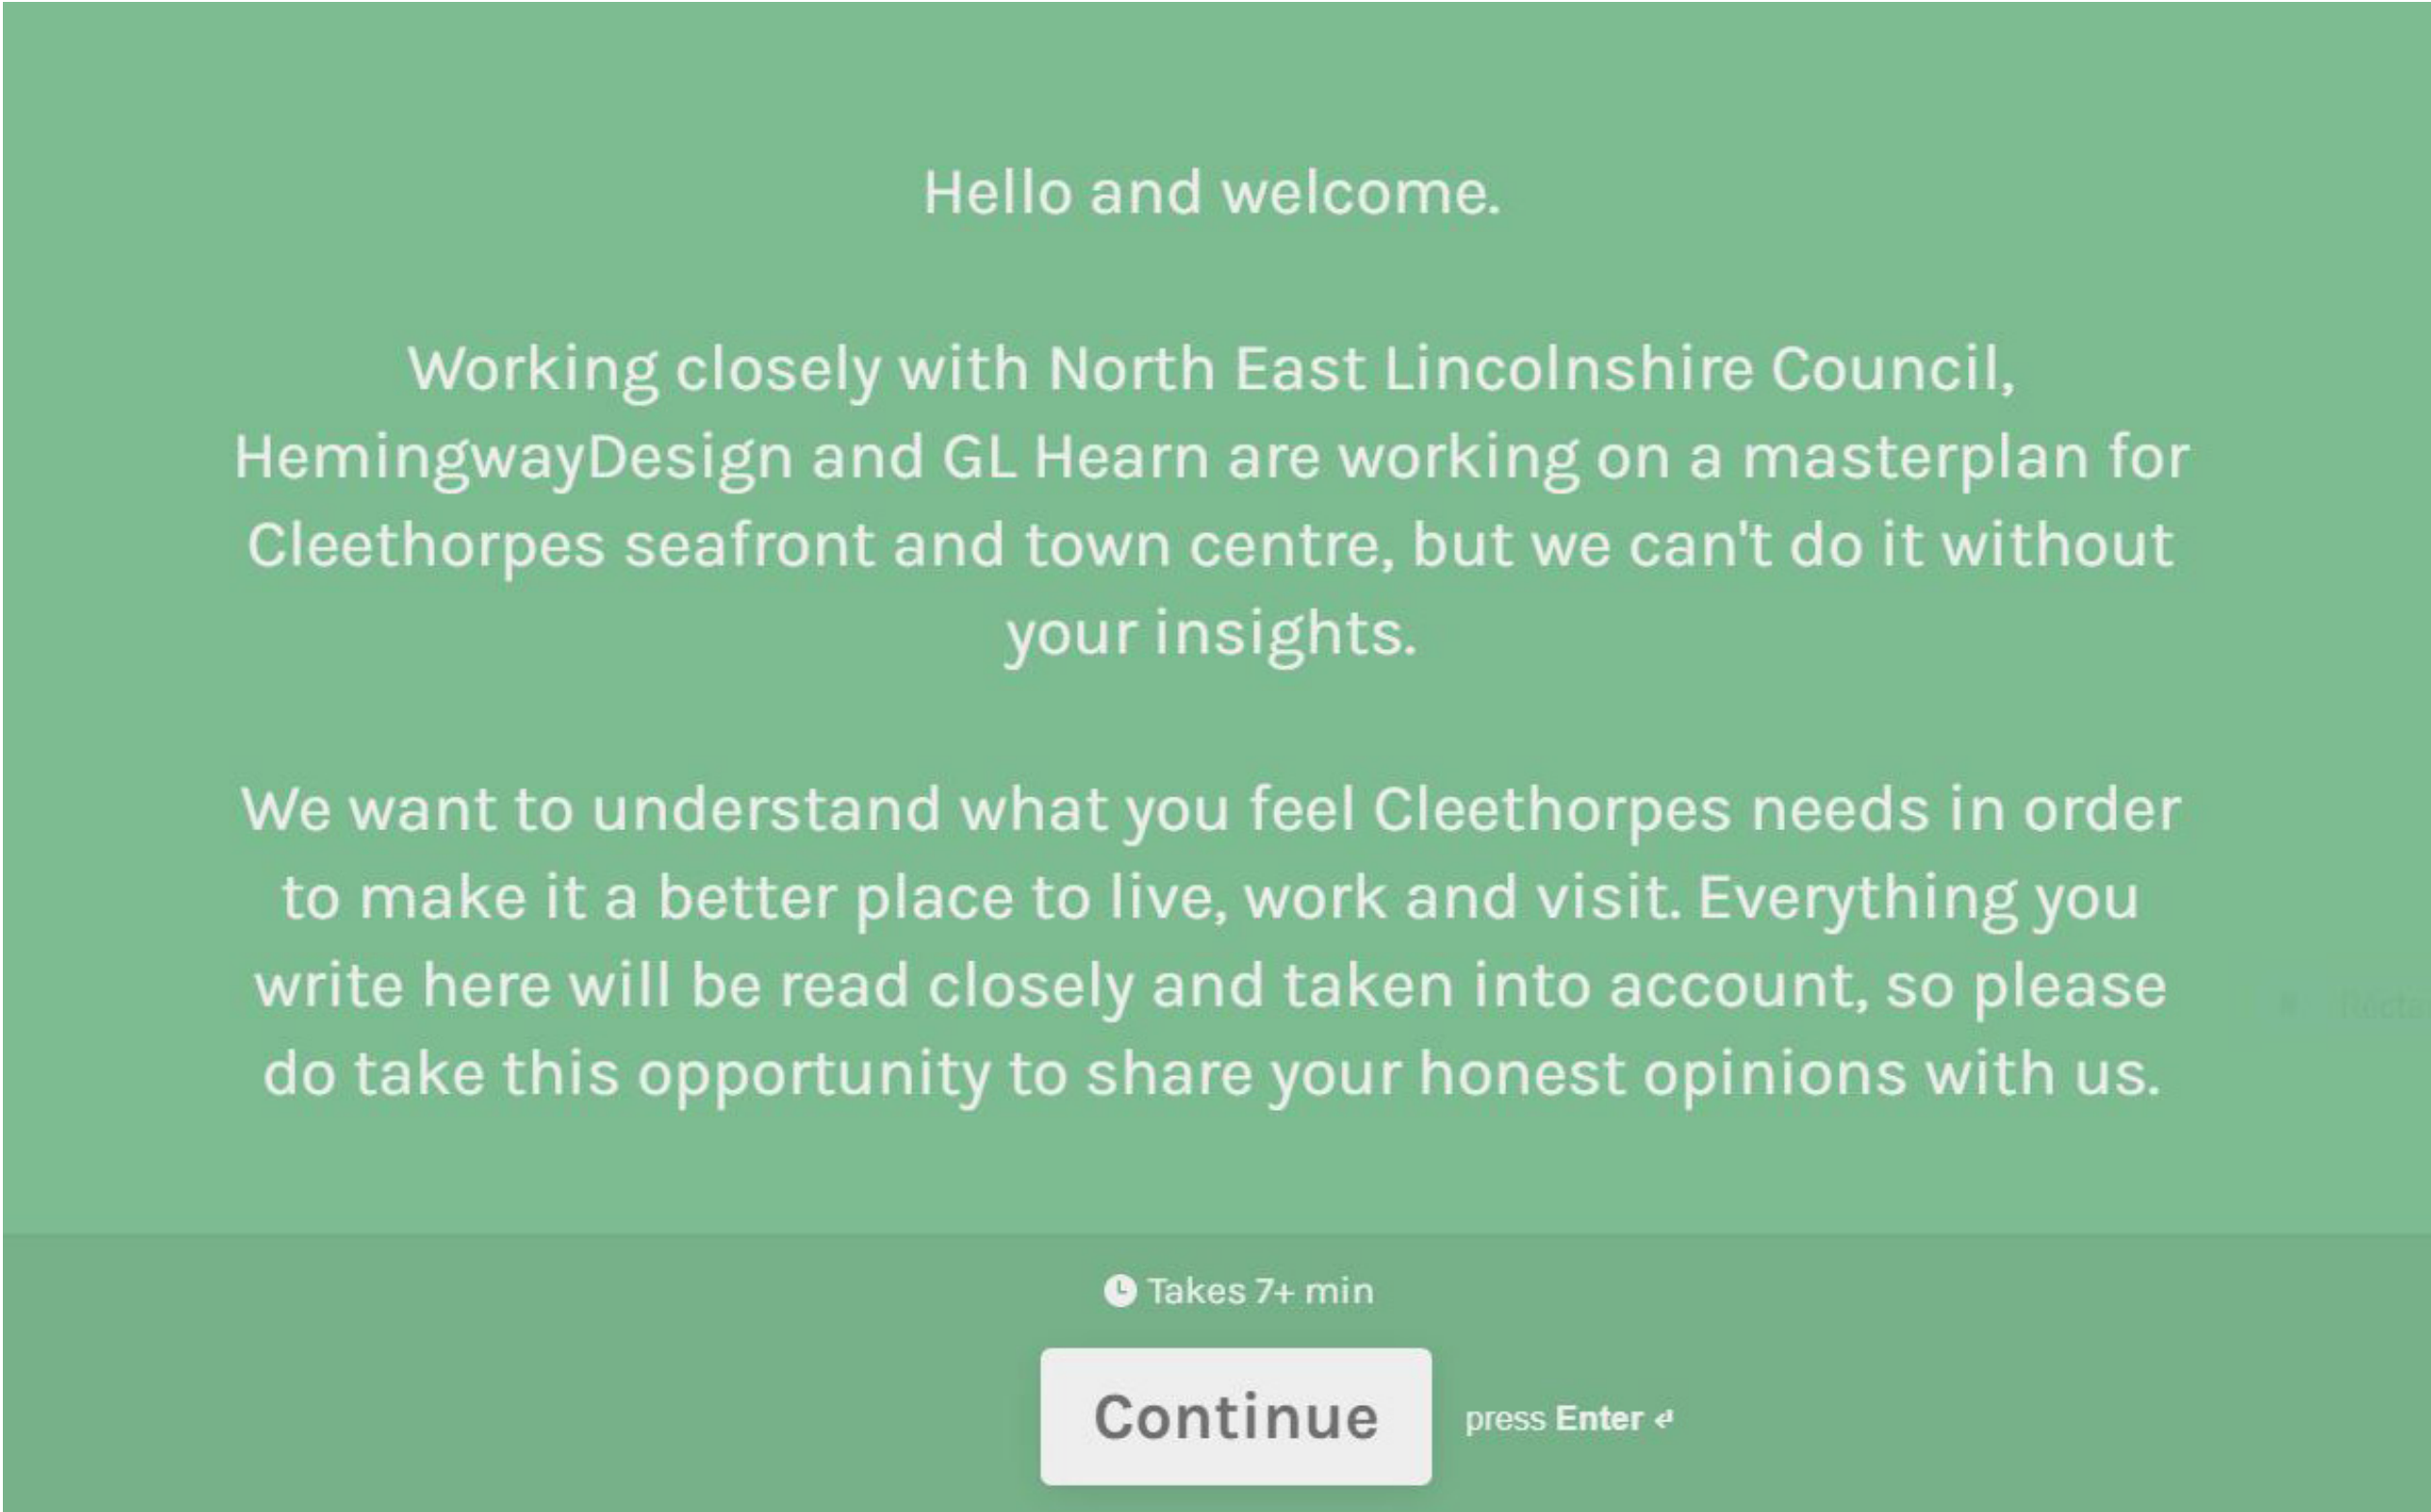 Hello and welcome.
Working closely with North East Lincolnshire Council,
HemingwayDesign and GL Hearn are working on a masterplan for
Cleethorpes seafront and town centre, but we can't do it without
your insights.
We want to understand what you feel Cleethorpes needs in order
to make it a better place to live, work and visit. Everything you
write here will be read closely and taken into account, so please
do take this opportunity to share your honest opinions with us.
Takes 7+ min
Continue
press Enter ↵